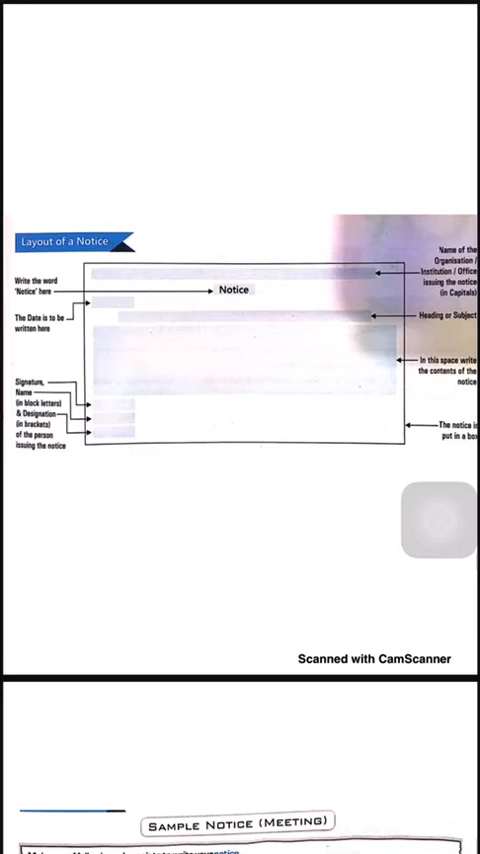 Layout of a Notice
Name of the
Organisation /
Institution / Office
issuing the notice
(in Capitals)
Write the word
'Notice' here
Notice
The Date is to be
written here
Heading or Subject
In this space write
the contents of the
notice
Signature,
Name
(in block letters)
& Designation
(in brackets)
of the person
issuing the notice
The notice is
put in a box
Scanned with CamScanner
SAMPLE NOTICE (MEETING)